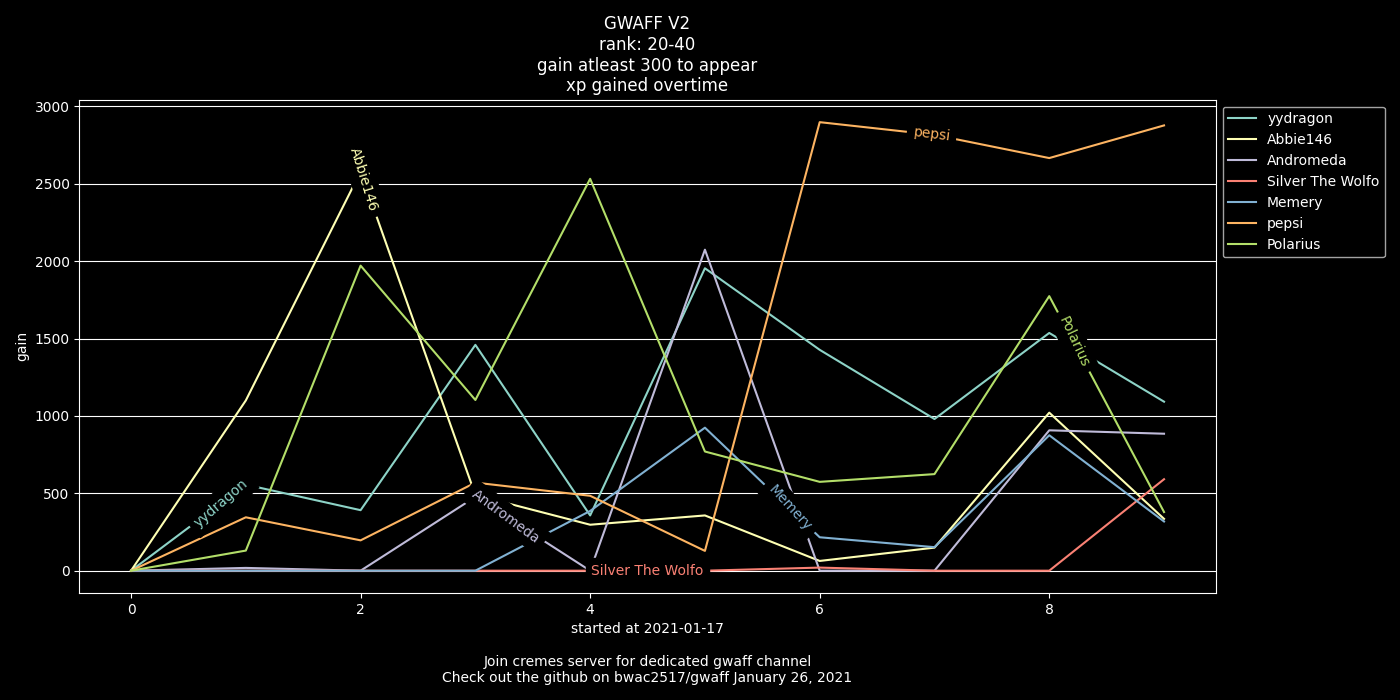 GWAFF V2
rank: 20-40
gain atleast 300 to appear
xp gained overtime
3000
2500
2000
1500
1000
500
0
gain
0
2
4
6
8
started at 2021-01-17
yydragon
Abbie146
Andromeda
Silver The Wolfo
Memery
pepsi
Polarius
yydragon
Abbie146
Andromeda
Silver The Wolfo
Memery
pepsi
Polarius
Join cremes server for dedicated gwaff channel
Check out the github on bwac2517/gwaff January 26, 2021